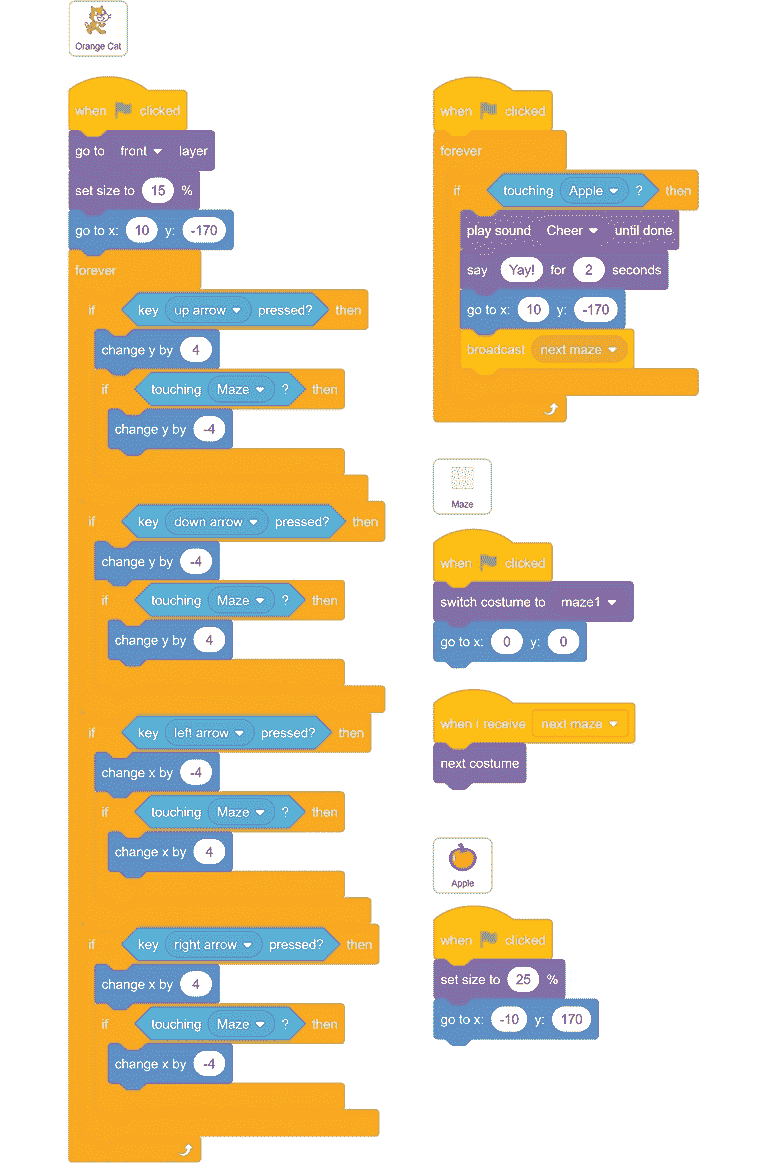 Orange Cat
when clicked
go to front layer
set size to 15 %
go to x: 10 y: -170
forever
if key up arrow pressed? then
change y by 4
if touching Maze ? then
change y by -4
if key down arrow pressed? then
change y by -4
if touching Maze ? then
change y by 4
if key left arrow pressed? then
change x by -4
if touching Maze ? then
change x by 4
if key right arrow pressed? then
change x by 4
if touching Maze ? then
change x by -4
when clicked
forever
if touching Apple ? then
play sound Cheer until done
say Yay! for 2 seconds
go to x: 10 y: -170
broadcast next maze
Maze
when clicked
switch costume to maze1
go to x: 0 y: 0
when I receive next maze
next costume
Apple
when clicked
set size to 25 %
go to x: -10 y: 170